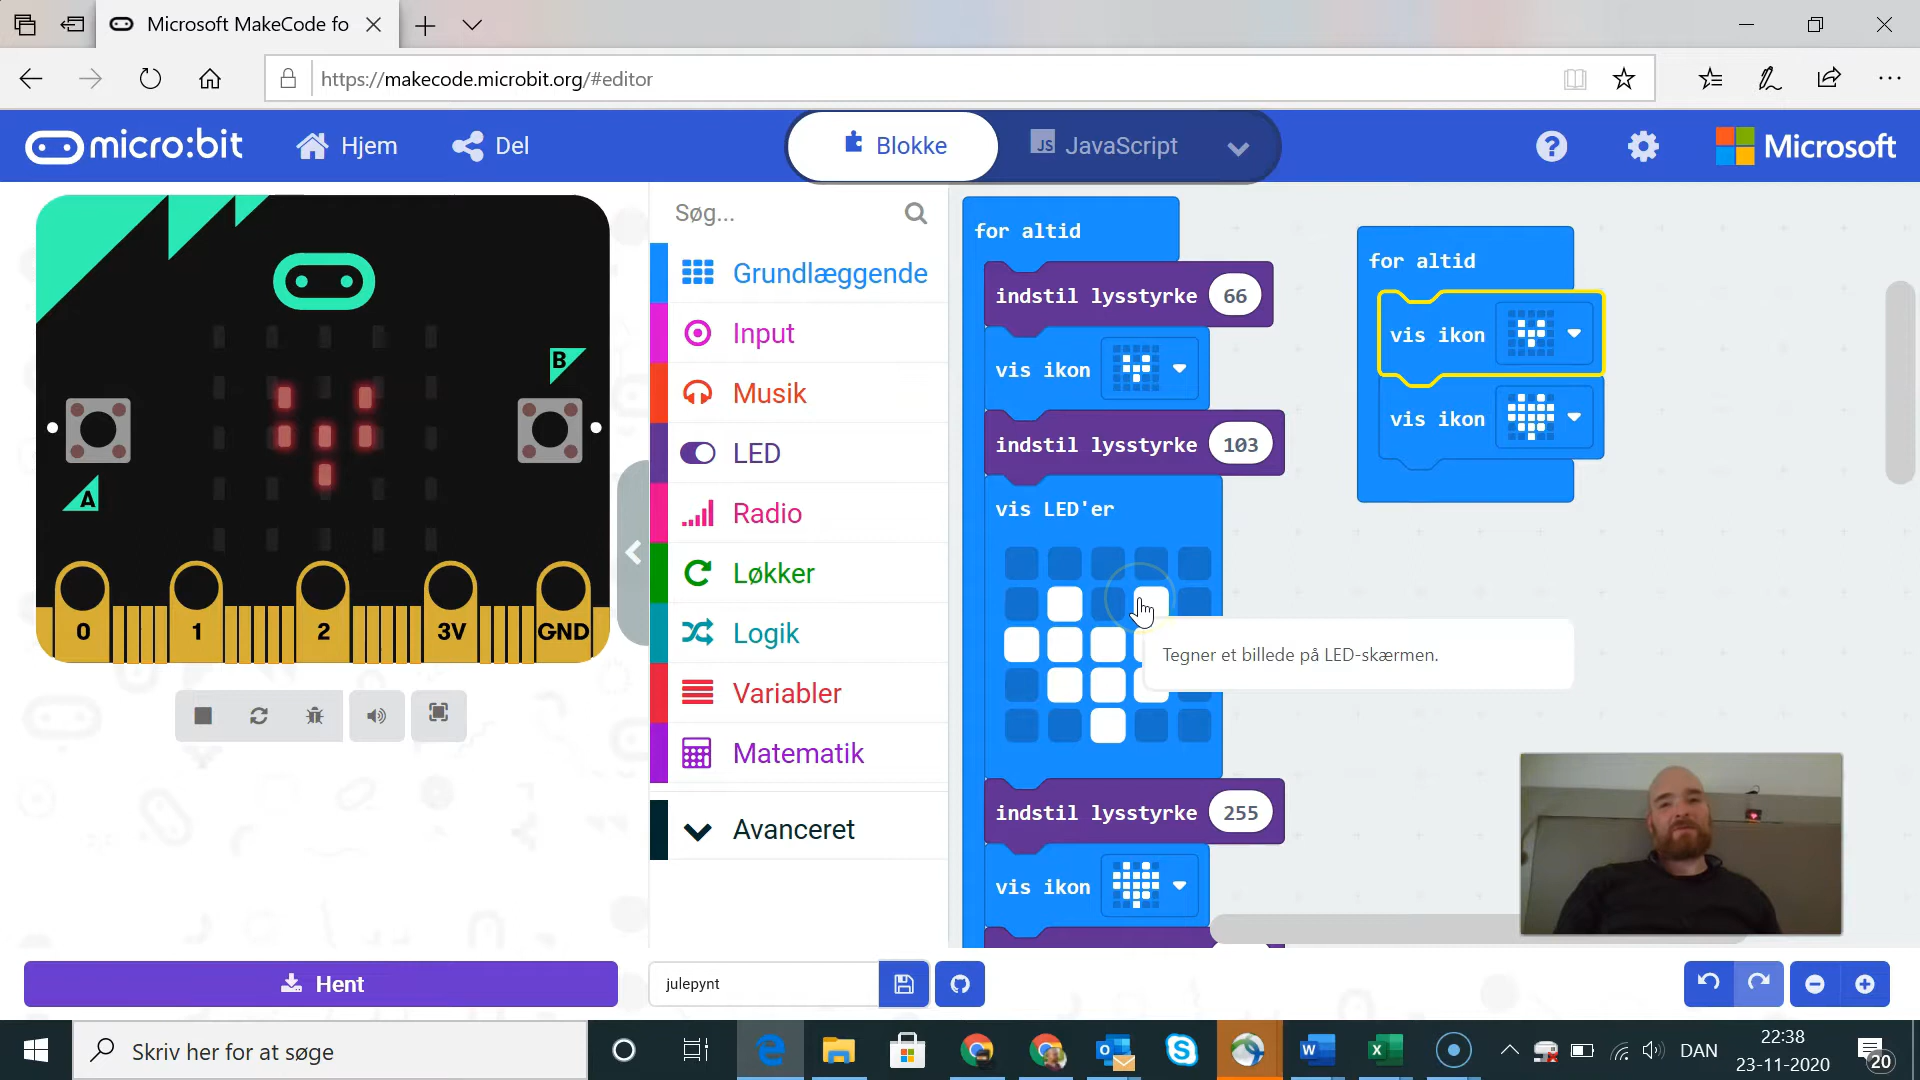 Microsoft MakeCode fo
https://makecode.microbit.org/#editor
micro:bit
Hjem
Del
Blokke
JS JavaScript
Microsoft
B
A
0
1
2
3V
GND
Hent
Søg...
Grundlæggende
Input
Musik
LED
Radio
Løkker
Logik
Variabler
Matematik
Avanceret
julepynt
for altid
indstil lysstyrke 66
vis ikon
indstil lysstyrke 103
vis LED'er
Tegner et billede på LED-skærmen.
indstil lysstyrke 255
vis ikon
for altid
vis ikon
vis ikon
Skriv her for at søge
DAN
22:38
23-11-2020
20